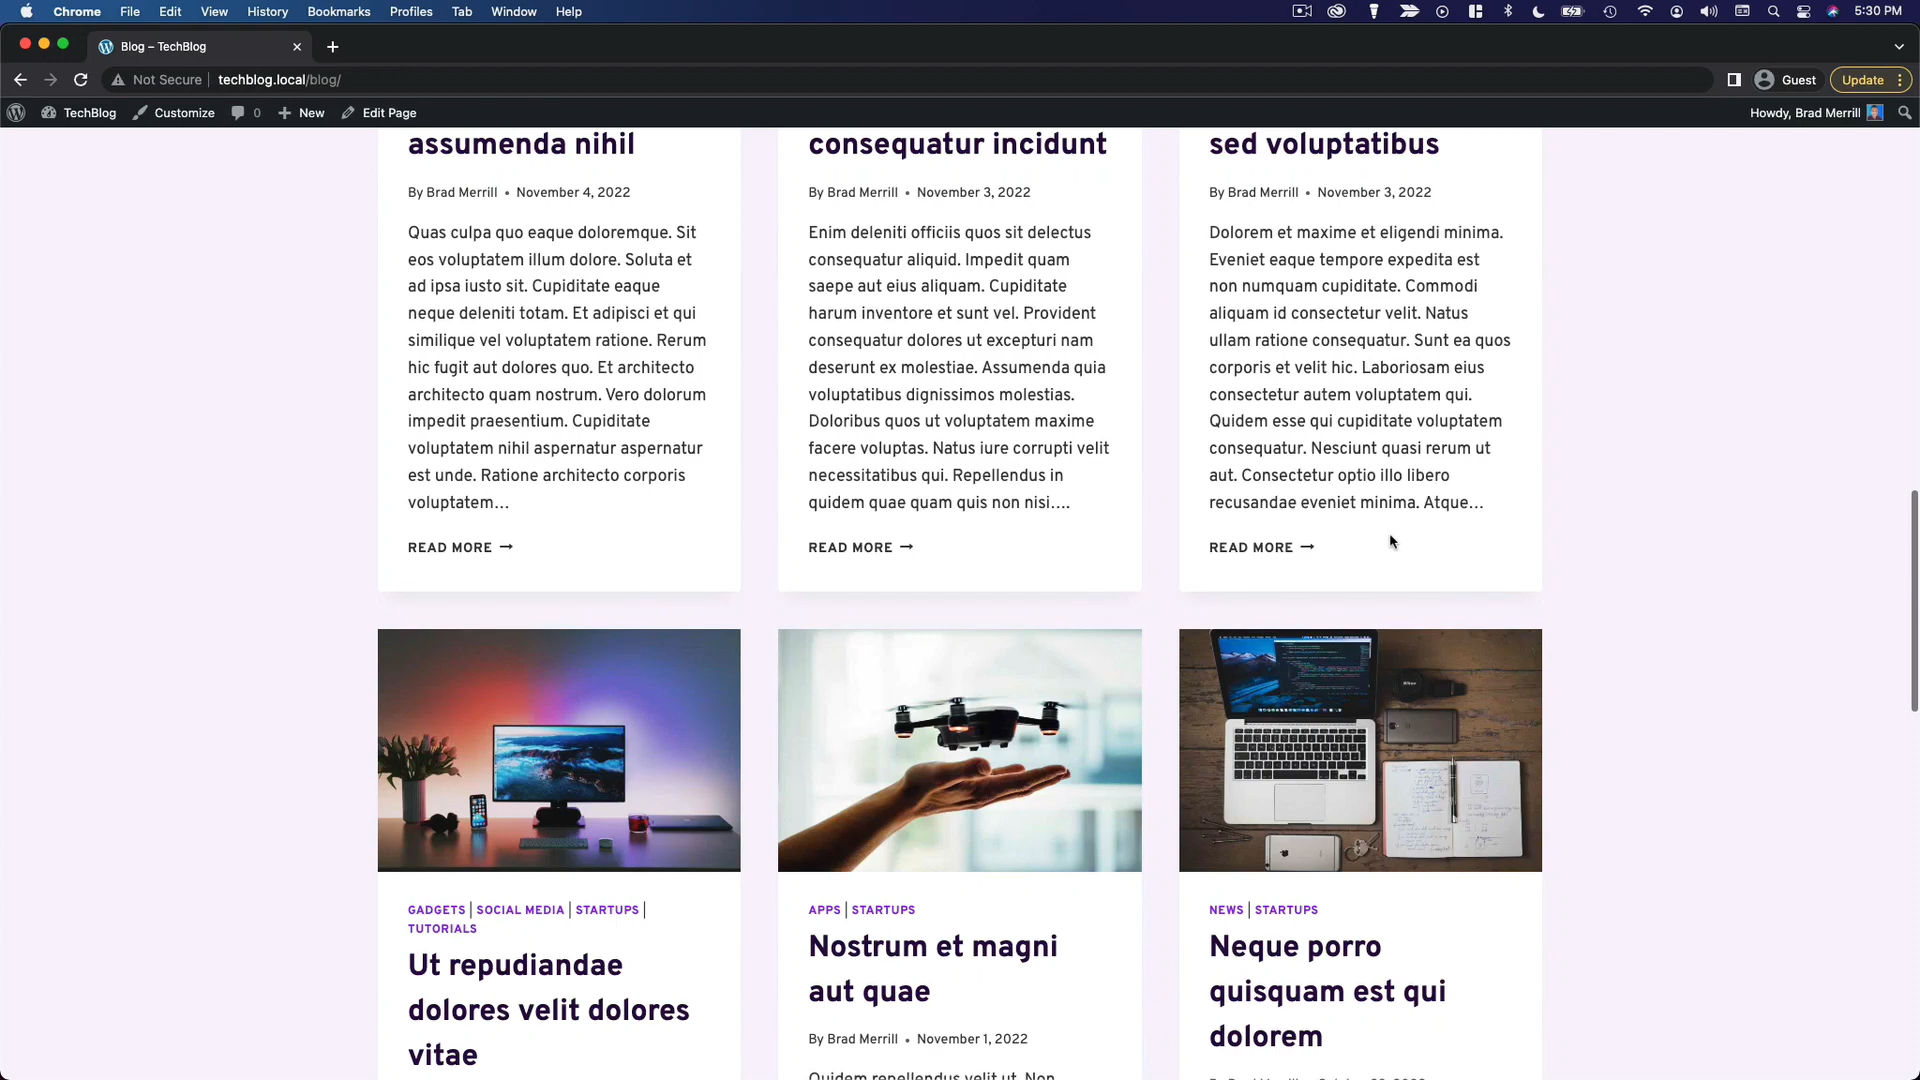 Chrome File Edit View History Bookmarks Profiles Tab Window Help 5:30 PM
Blog – TechBlog
Not Secure techblog.local/blog/ Guest Update
TechBlog Customize 0 New Edit Page Howdy, Brad Merrill
assumenda nihil
By Brad Merrill • November 4, 2022
Quas culpa quo eaque doloremque. Sit
eos voluptatem illum dolore. Soluta et
ad ipsa iusto sit. Cupiditate eaque
neque deleniti totam. Et adipisci et qui
similique vel voluptatem ratione. Rerum
hic fugit aut dolores quo. Et architecto
architecto quam nostrum. Vero dolorum
impedit praesentium. Cupiditate
voluptatem nihil aspernatur aspernatur
est unde. Ratione architecto corporis
voluptatem...
READ MORE →
consequatur incidunt
By Brad Merrill • November 3, 2022
Enim deleniti officiis quos sit delectus
consequatur aliquid. Impedit quam
saepe aut eius aliquam. Cupiditate
harum inventore et sunt vel. Provident
consequatur dolores ut excepturi nam
deserunt ex molestiae. Assumenda quia
voluptatibus dignissimos molestias.
Doloribus quos ut voluptatem maxime
facere voluptas. Natus iure corrupti velit
necessitatibus qui. Repellendus in
quidem quae quam quis non nisi....
READ MORE →
sed voluptatibus
By Brad Merrill • November 3, 2022
Dolorem et maxime et eligendi minima.
Eveniet eaque tempore expedita est
non numquam cupiditate. Commodi
aliquam id consectetur velit. Natus
ullam ratione consequatur. Sunt ea quos
corporis et velit hic. Laboriosam eius
consectetur autem voluptatem qui.
Quidem esse qui cupiditate voluptatem
consequatur. Nesciunt quasi rerum ut
aut. Consectetur optio illo libero
recusandae eveniet minima. Atque...
READ MORE →
GADGETS | SOCIAL MEDIA | STARTUPS |
TUTORIALS
Ut repudiandae
dolores velit dolores
vitae
APPS | STARTUPS
Nostrum et magni
aut quae
By Brad Merrill • November 1, 2022
Quidem repellendus velit ut. Non
NEWS | STARTUPS
Neque porro
quisquam est qui
dolorem